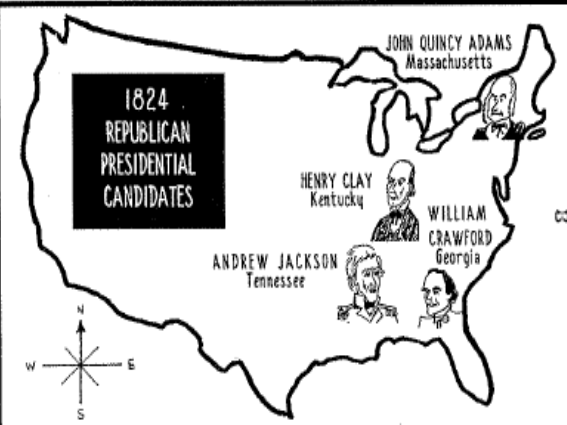 JOHN QUINCY ADAMS
Massachusetts
1824
REPUBLICAN
PRESIDENTIAL
CANDIDATES
HENRY CLAY
Kentucky
WILLIAM
CRAWFORD
Georgia
ANDREW JACKSON
Tennessee
N
W E
S